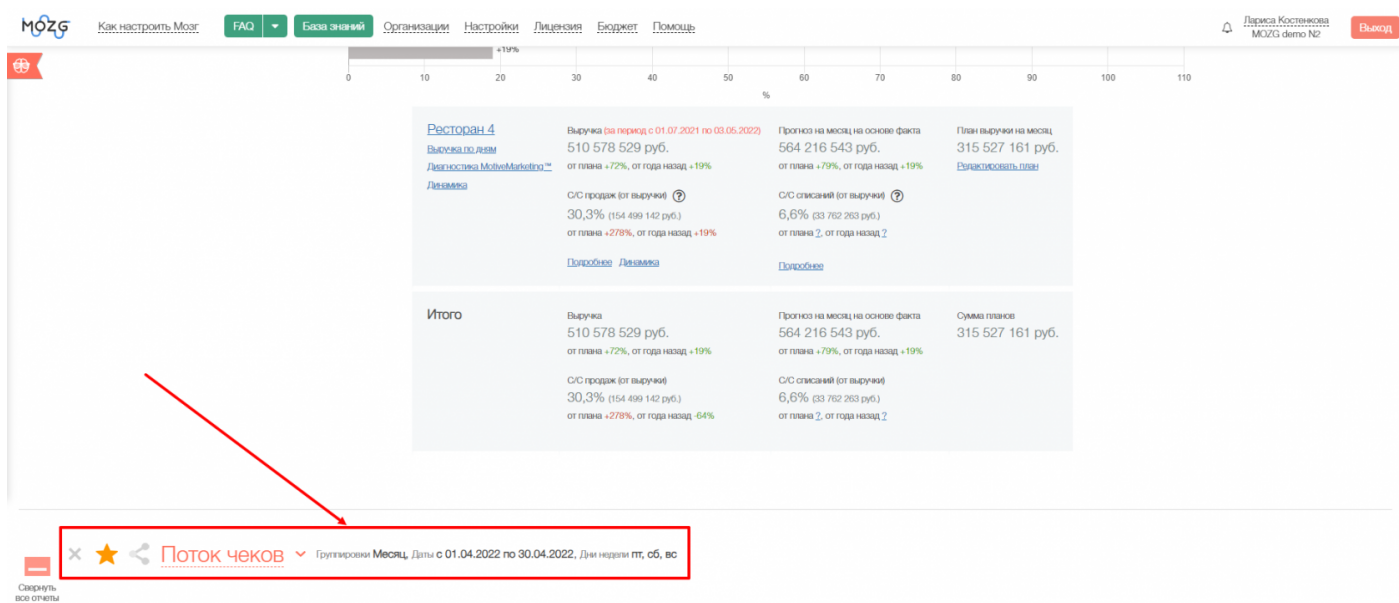 MOZG Как настроить Мозг FAQ База знаний Организации Настройки Лицензия Бюджет Помощь Лариса Костенкова
MOZG demo N2 Выход
+19%
0 10 20 30 40 50 60 70 80 90 100 110
%
Ресторан 4 Выручка (за период с 01.07.2021 по 03.05.2022) Прогноз на месяц на основе факта План выручки на месяц
Выручка по дням 510 578 529 руб. 564 216 543 руб. 315 527 161 руб.
Диагностика MotiveMarketing™ от плана +72%, от года назад +19% от плана +79%, от года назад +19% Редактировать план
Динамика
С/С продаж (от выручки) ? С/С списаний (от выручки) ?
30,3% (154 499 142 руб.) 6,6% (33 762 263 руб.)
от плана +278%, от года назад +19% от плана ?, от года назад ?
Подробнее Динамика Подробнее
Итого Выручка Прогноз на месяц на основе факта Сумма планов
510 578 529 руб. 564 216 543 руб. 315 527 161 руб.
от плана +72%, от года назад +19% от плана +79%, от года назад +19%
С/С продаж (от выручки) С/С списаний (от выручки)
30,3% (154 499 142 руб.) 6,6% (33 762 263 руб.)
от плана +278%, от года назад -64% от плана ?, от года назад ?
Поток чеков Группировки Месяц, Даты с 01.04.2022 по 30.04.2022, Дни недели пт, сб, вс
Свернуть
все отчеты